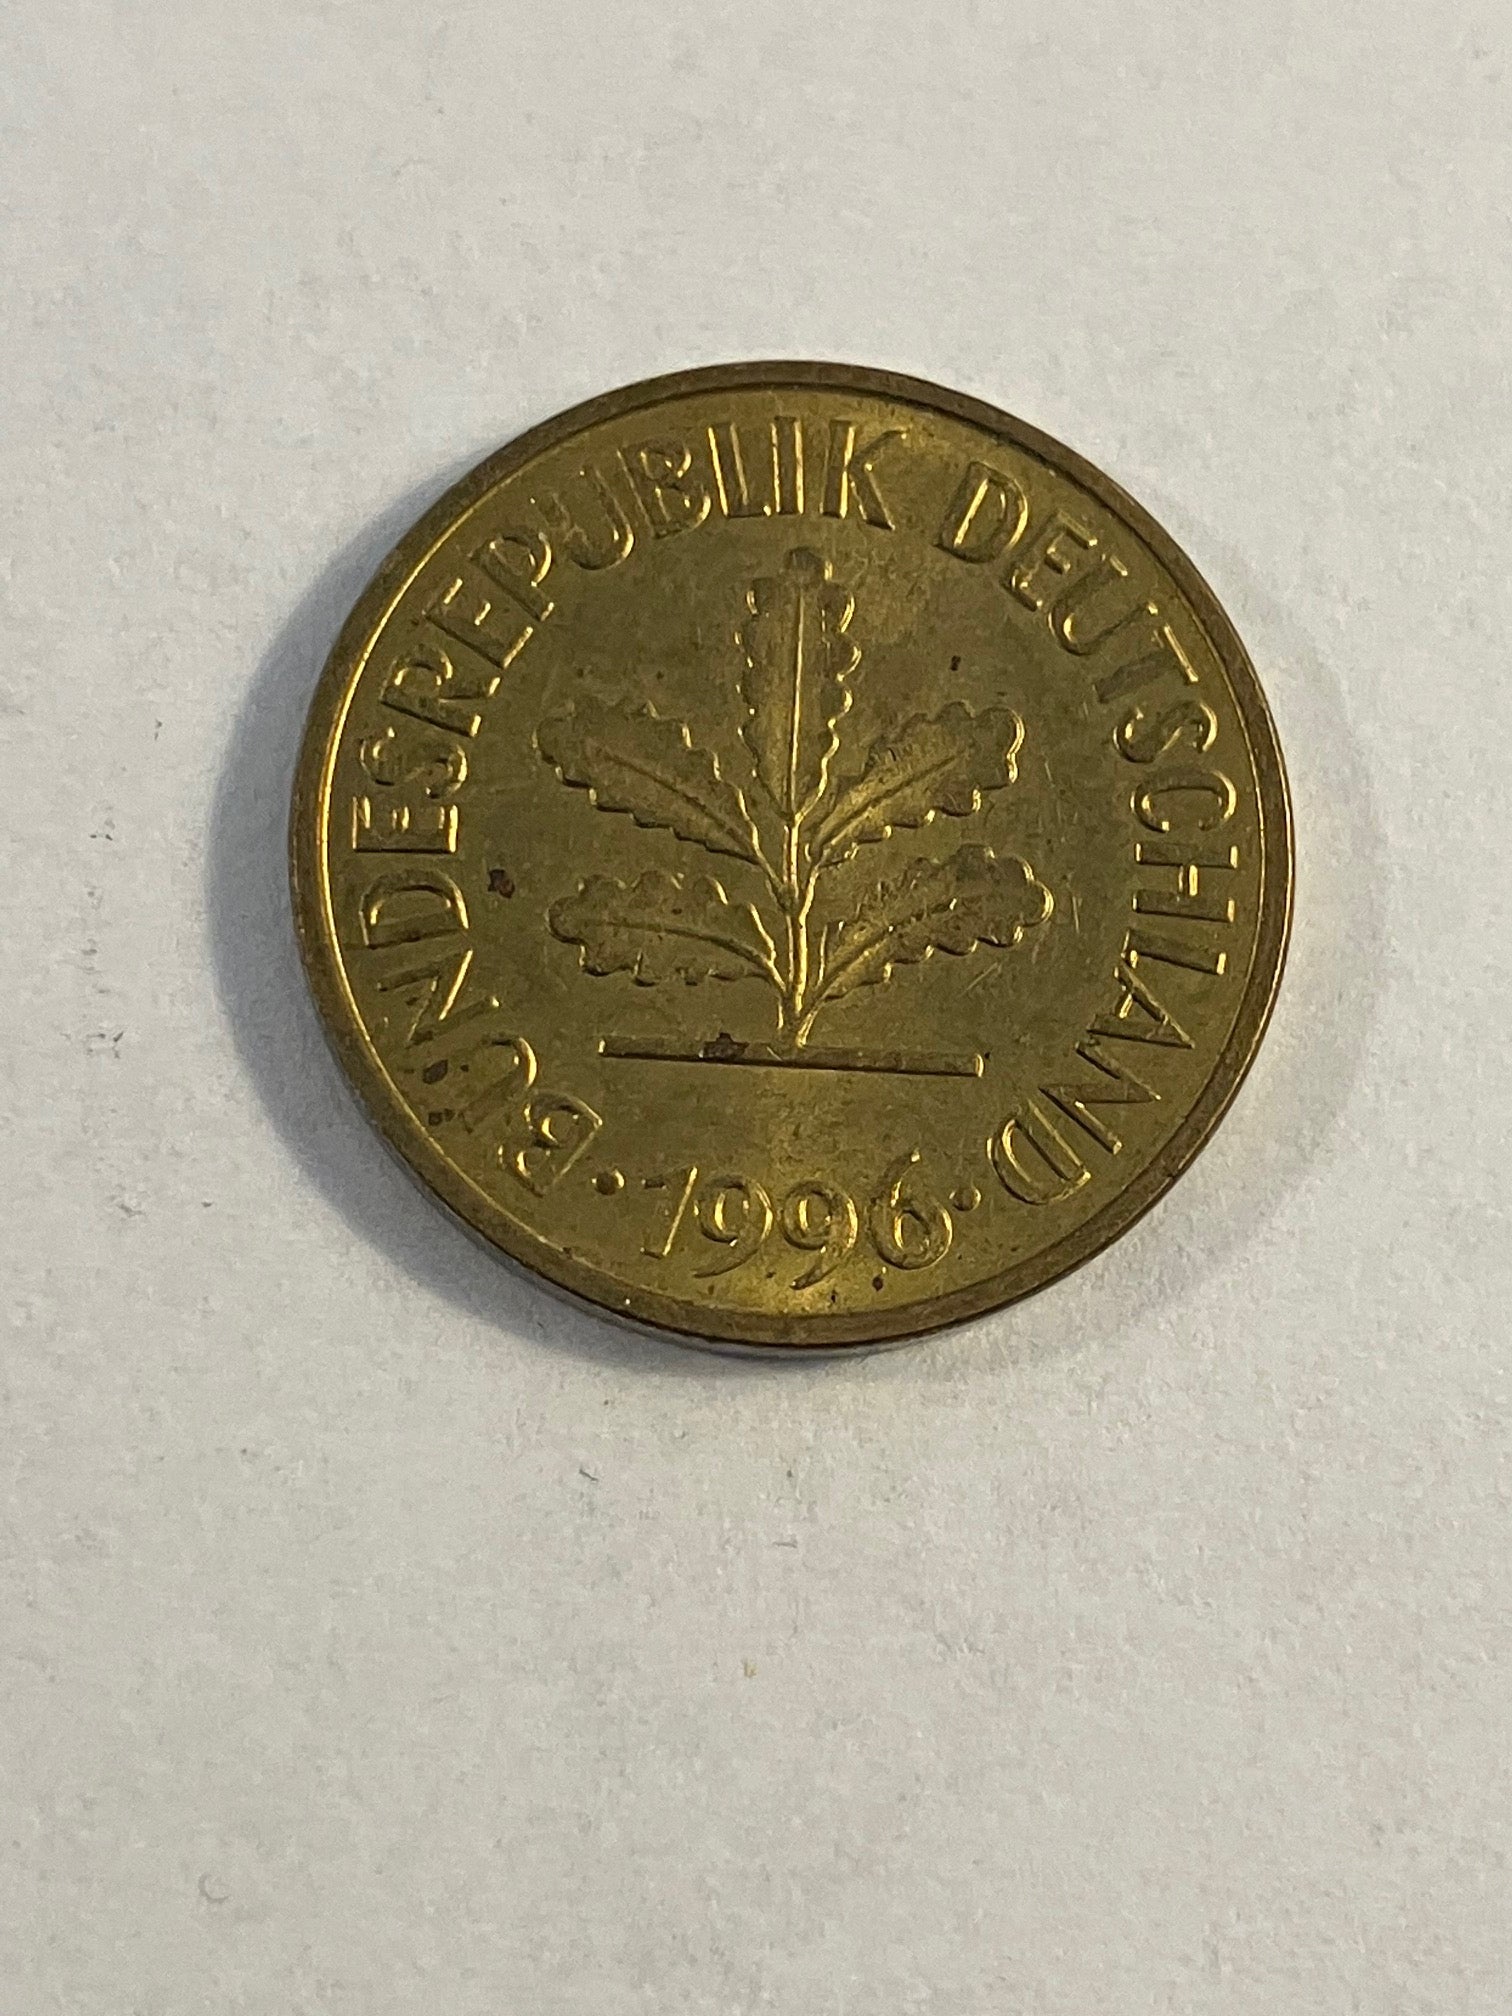 BUNDESREPUBLIK DEUTSCHLAND
· 1996 ·